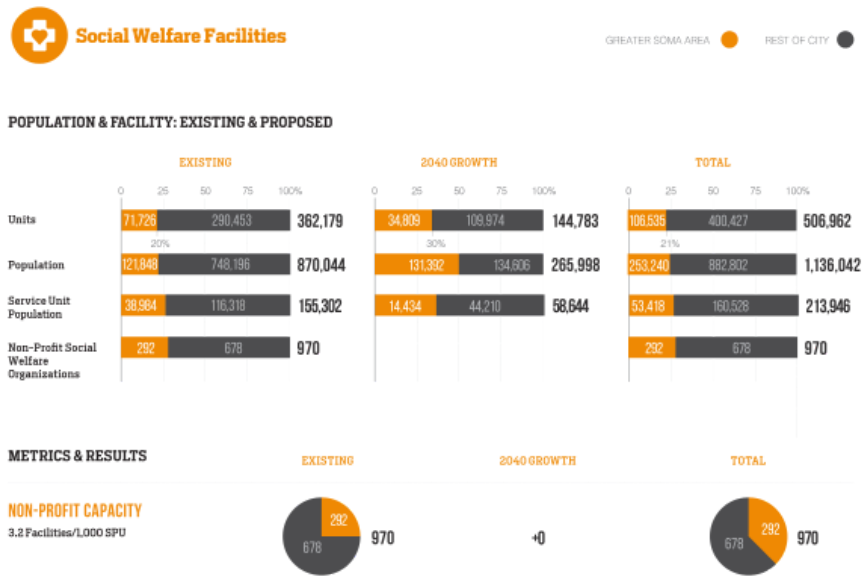 Social Welfare Facilities
GREATER SOMA AREA
REST OF CITY
POPULATION & FACILITY: EXISTING & PROPOSED
EXISTING 2040 GROWTH TOTAL
0 25 50 75 100% 0 25 50 75 100% 0 25 50 75 100%
Units 71,726 290,453 362,179 34,809 109,974 144,783 106,535 400,427 506,962
20% 30% 21%
Population 121,848 748,196 870,044 131,392 134,606 265,998 253,240 882,802 1,136,042
Service Unit
Population 38,984 116,318 155,302 14,434 44,210 58,644 53,418 160,528 213,946
Non-Profit Social
Welfare
Organizations 292 678 970 292 678 970
METRICS & RESULTS
EXISTING 2040 GROWTH TOTAL
NON-PROFIT CAPACITY
3.2 Facilities/1,000 SPU
292 678 970 +0 292 678 970